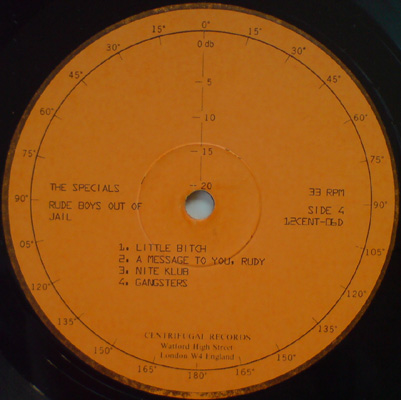 0°
15°
15°
30°
30°
45°
45°
60°
60°
75°
75°
90°
90°
105°
105°
120°
120°
135°
135°
150°
150°
165°
165°
180°
0 db
5
10
15
20
THE SPECIALS
RUDE BOYS OUT OF
JAIL
33 RPM
SIDE 4
12CENT-06D
1. LITTLE BITCH
2. A MESSAGE TO YOU, RUDY
3. NITE KLUB
4. GANGSTERS
CENTRIFUGAL RECORDS
Watford High Street
London W4 England